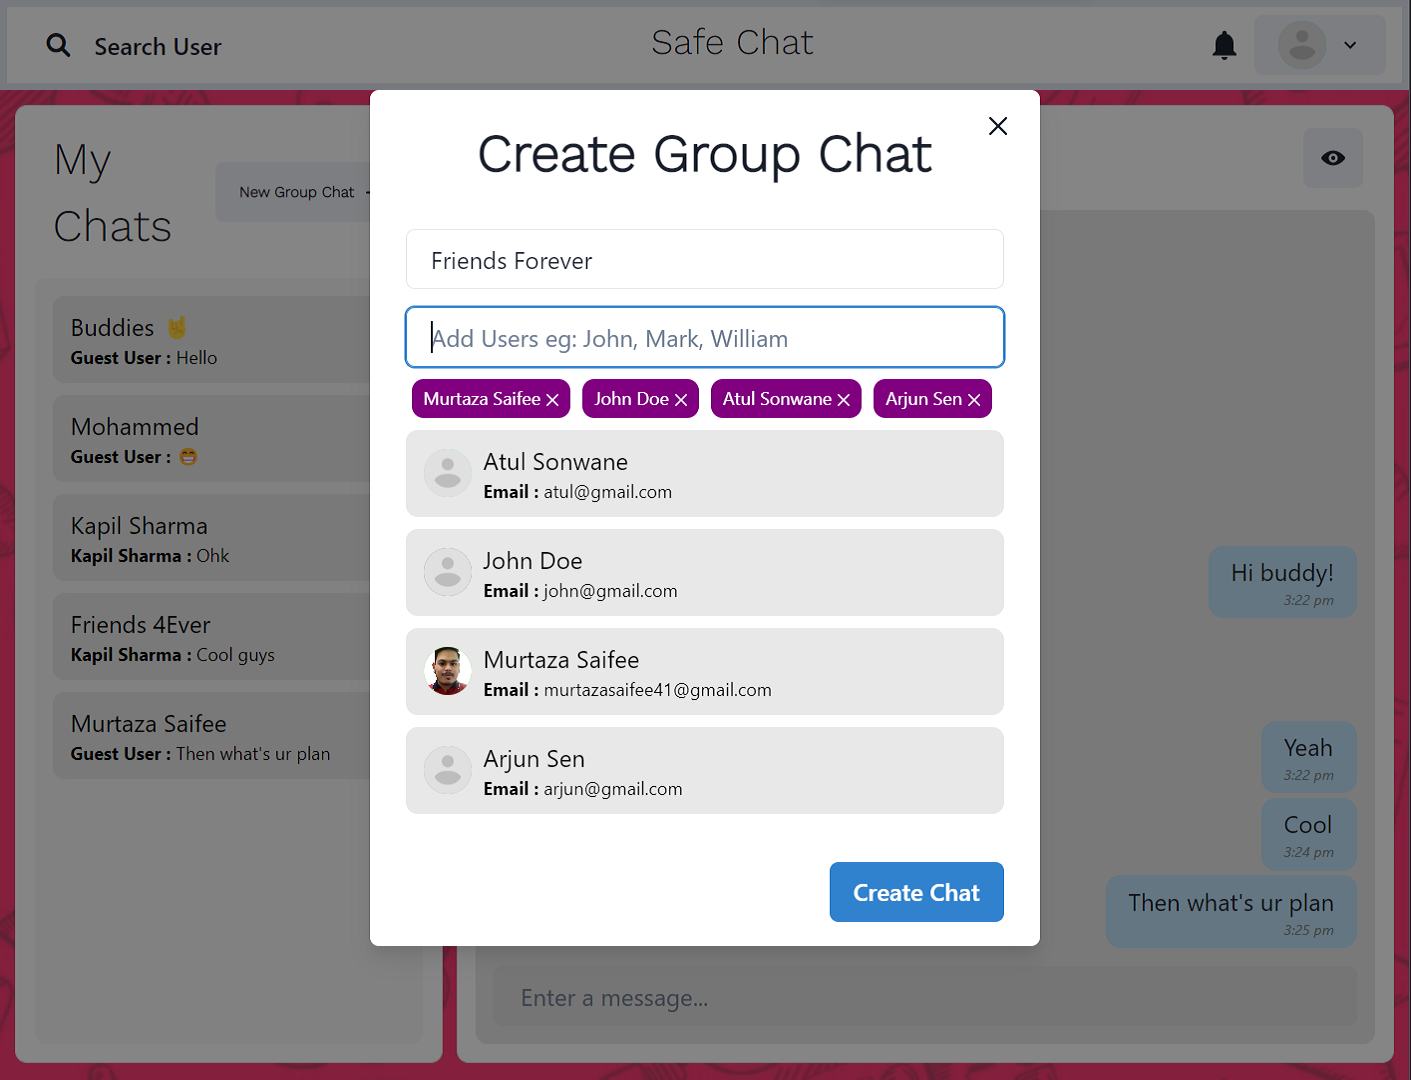 Search User
Safe Chat
My
Chats
New Group Chat
Buddies 🤘
Guest User : Hello
Mohammed
Guest User : 😁
Kapil Sharma
Kapil Sharma : Ohk
Friends 4Ever
Kapil Sharma : Cool guys
Murtaza Saifee
Guest User : Then what's ur plan
Create Group Chat
Friends Forever
Add Users eg: John, Mark, William
Murtaza Saifee × John Doe × Atul Sonwane × Arjun Sen ×
Atul Sonwane
Email : atul@gmail.com
John Doe
Email : john@gmail.com
Murtaza Saifee
Email : murtazasaifee41@gmail.com
Arjun Sen
Email : arjun@gmail.com
Create Chat
Hi buddy!
3:22 pm
Yeah
3:22 pm
Cool
3:24 pm
Then what's ur plan
3:25 pm
Enter a message...